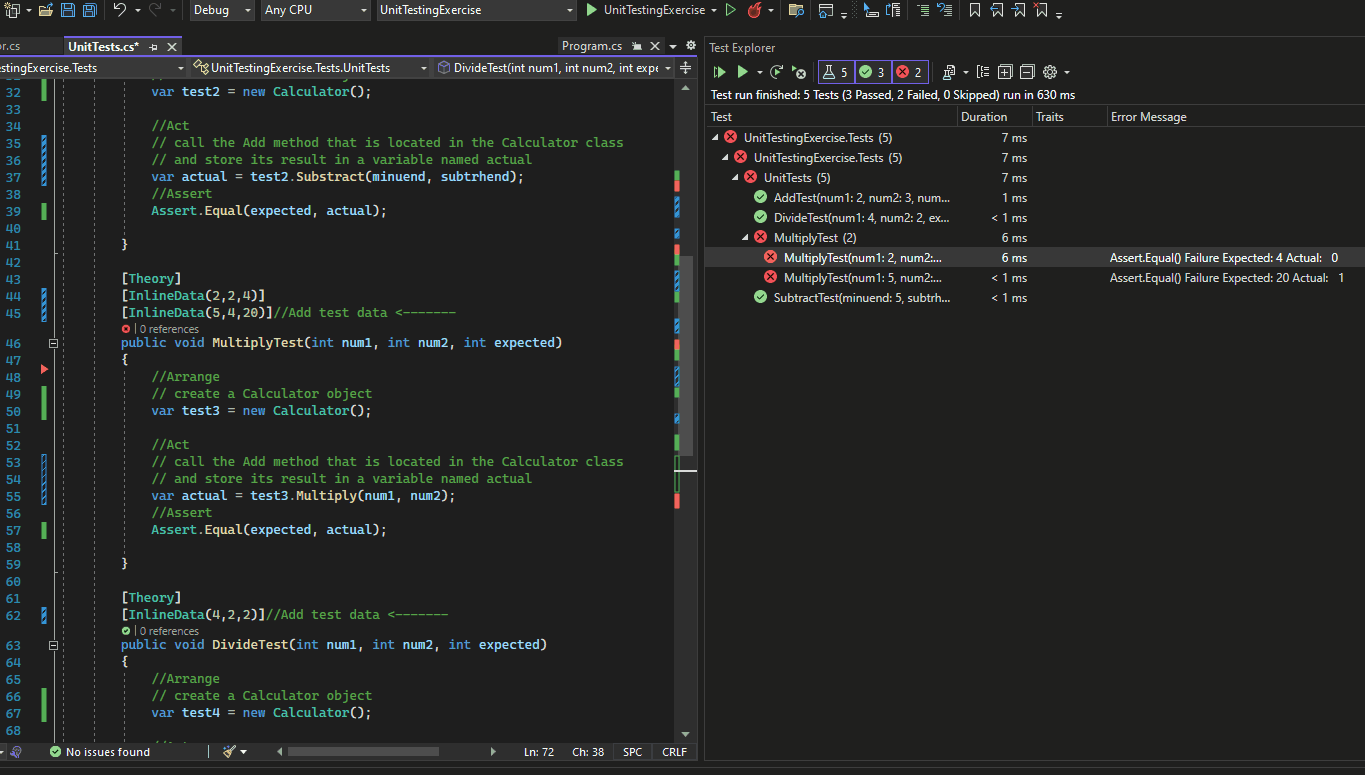 Debug Any CPU UnitTestingExercise UnitTestingExercise
or.cs UnitTests.cs* Program.cs
stingExercise.Tests UnitTestingExercise.Tests.UnitTests DivideTest(int num1, int num2, int expe
32 var test2 = new Calculator();
33
34 //Act
35 // call the Add method that is located in the Calculator class
36 // and store its result in a variable named actual
37 var actual = test2.Substract(minuend, subtrhend);
38 //Assert
39 Assert.Equal(expected, actual);
40
41 }
42
43 [Theory]
44 [InlineData(2,2,4)]
45 [InlineData(5,4,20)]//Add test data <-------
0 references
46 public void MultiplyTest(int num1, int num2, int expected)
47 {
48 //Arrange
49 // create a Calculator object
50 var test3 = new Calculator();
51
52 //Act
53 // call the Add method that is located in the Calculator class
54 // and store its result in a variable named actual
55 var actual = test3.Multiply(num1, num2);
56 //Assert
57 Assert.Equal(expected, actual);
58
59 }
60
61 [Theory]
62 [InlineData(4,2,2)]//Add test data <-------
0 references
63 public void DivideTest(int num1, int num2, int expected)
64 {
65 //Arrange
66 // create a Calculator object
67 var test4 = new Calculator();
68
No issues found Ln: 72 Ch: 38 SPC CRLF
Test Explorer
5 3 2
Test run finished: 5 Tests (3 Passed, 2 Failed, 0 Skipped) run in 630 ms
Test Duration Traits Error Message
UnitTestingExercise.Tests (5) 7 ms
UnitTestingExercise.Tests (5) 7 ms
UnitTests (5) 7 ms
AddTest(num1: 2, num2: 3, num... 1 ms
DivideTest(num1: 4, num2: 2, ex... < 1 ms
MultiplyTest (2) 6 ms
MultiplyTest(num1: 2, num2:... 6 ms Assert.Equal() Failure Expected: 4 Actual: 0
MultiplyTest(num1: 5, num2:... < 1 ms Assert.Equal() Failure Expected: 20 Actual: 1
SubtractTest(minuend: 5, subtrh... < 1 ms